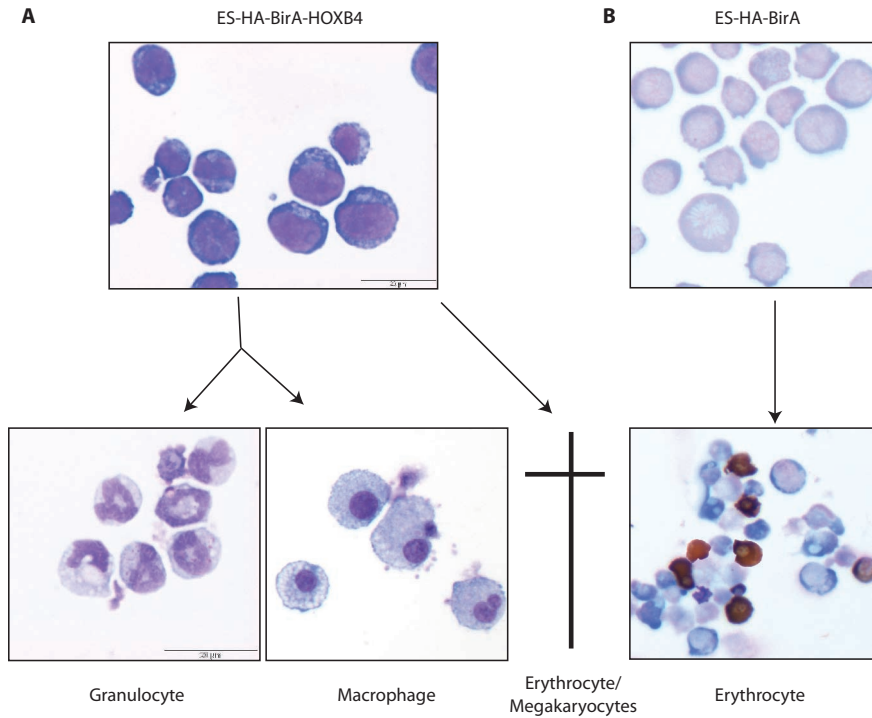 A
ES-HA-BirA-HOXB4
B
ES-HA-BirA
Granulocyte
Macrophage
Erythrocyte/
Megakaryocytes
Erythrocyte